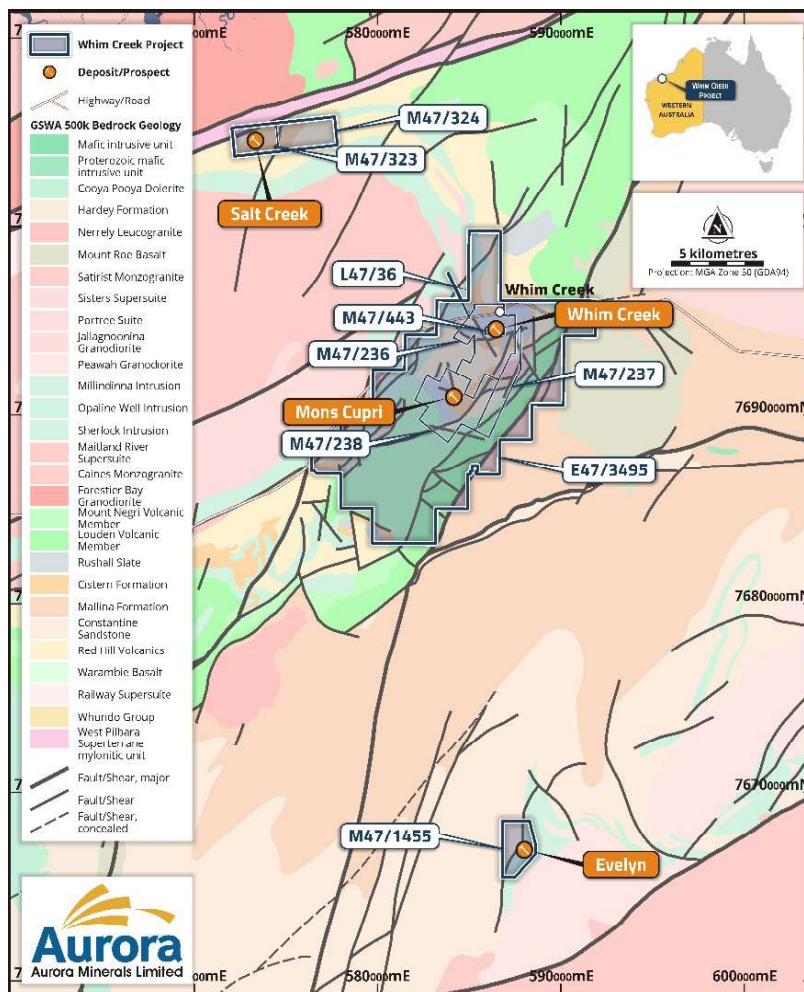 000mE
580000mE
590000mE
Whim Creek Project
Deposit/Prospect
Highway/Road
GSWA 500k Bedrock Geology
Mafic intrusive unit
Proterozoic mafic
intrusive unit
Cooya Pooya Dolerite
Hardey Formation
Nerrely Leucogranite
Mount Roe Basalt
Satirist Monzogranite
Sisters Supersuite
Portree Suite
Jallagnoonina
Granodiorite
Peawah Granodiorite
Millindinna Intrusion
Opaline Well Intrusion
Sherlock Intrusion
Maitland River
Supersuite
Caines Monzogranite
Forestier Bay
Granodiorite
Mount Negri Volcanic
Member
Louden Volcanic
Member
Rushall Slate
Cistern Formation
Mallina Formation
Constantine
Sandstone
Red Hill Volcanics
Warambie Basalt
Railway Supersuite
Whundo Group
West Pilbara
Superterrane
mylonitic unit
Fault/Shear, major
Fault/Shear
Fault/Shear,
concealed
WHIM CREEK
PROJECT
WESTERN
AUSTRALIA
N
5 kilometres
Projection: MGA Zone 50 (GDA94)
M47/324
M47/323
Salt Creek
L47/36
Whim Creek
M47/443
Whim Creek
M47/236
M47/237
Mons Cupri
7690000mN
M47/238
E47/3495
7680000mN
7670000mN
M47/1455
Evelyn
Aurora
Aurora Minerals Limited
000mE
580000mE
590000mE
600000mE